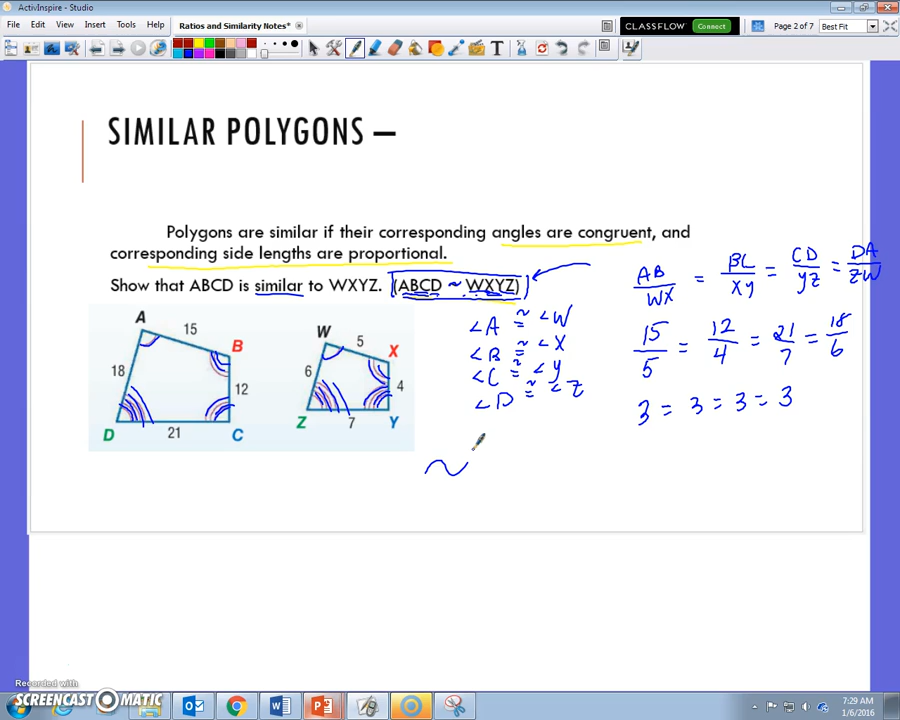 ActivInspire - Studio
File Edit View Insert Tools Help Ratios and Similarity Notes* CLASSFLOW Connect Page 2 of 7 Best Fit
SIMILAR POLYGONS –
Polygons are similar if their corresponding angles are congruent, and
corresponding side lengths are proportional.
Show that ABCD is similar to WXYZ. (ABCD ~ WXYZ)
A 15 B 12 C 21 D 18
W 5 X 4 Y 7 Z 6
∠A ≅ ∠W
∠B ≅ ∠X
∠C ≅ ∠Y
∠D ≅ ∠Z
~
AB/WX = BC/XY = CD/YZ = DA/ZW
15/5 = 12/4 = 21/7 = 18/6
3 = 3 = 3 = 3
SCREENCAST-O-MATIC
7:29 AM
1/6/2016